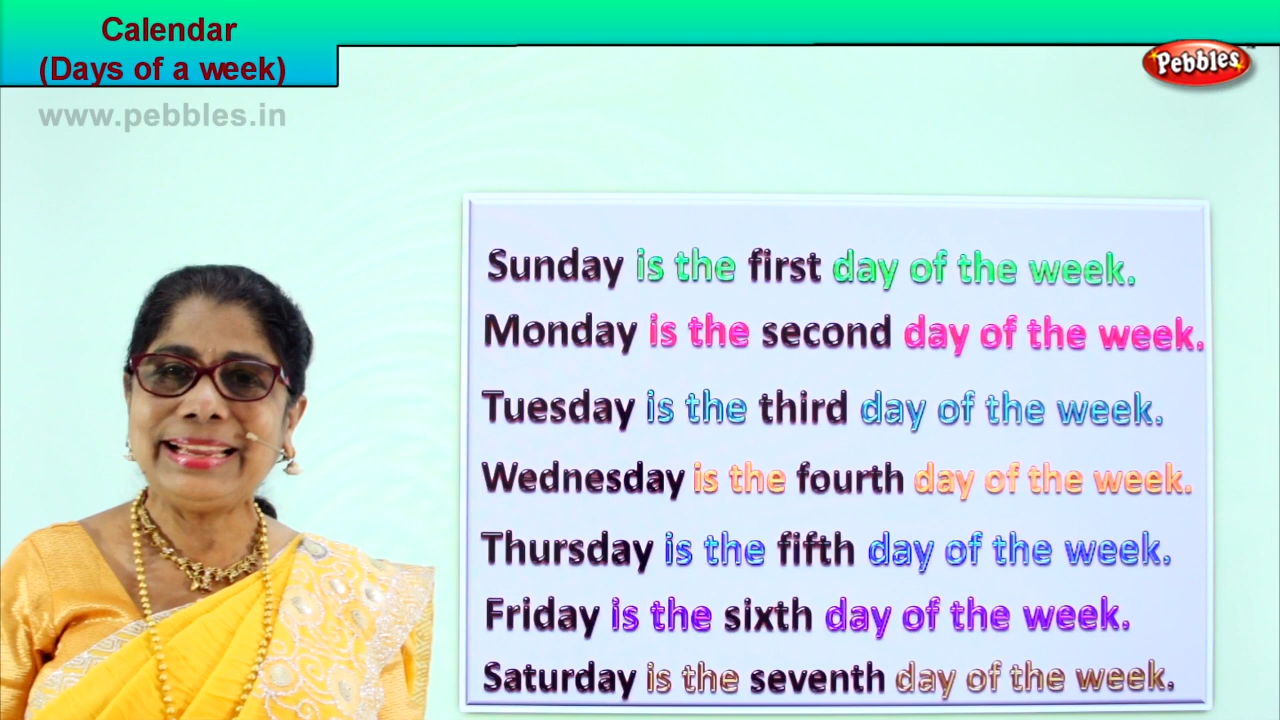 Calendar
(Days of a week)
www.pebbles.in
Pebbles
Sunday is the first day of the week.
Monday is the second day of the week.
Tuesday is the third day of the week.
Wednesday is the fourth day of the week.
Thursday is the fifth day of the week.
Friday is the sixth day of the week.
Saturday is the seventh day of the week.